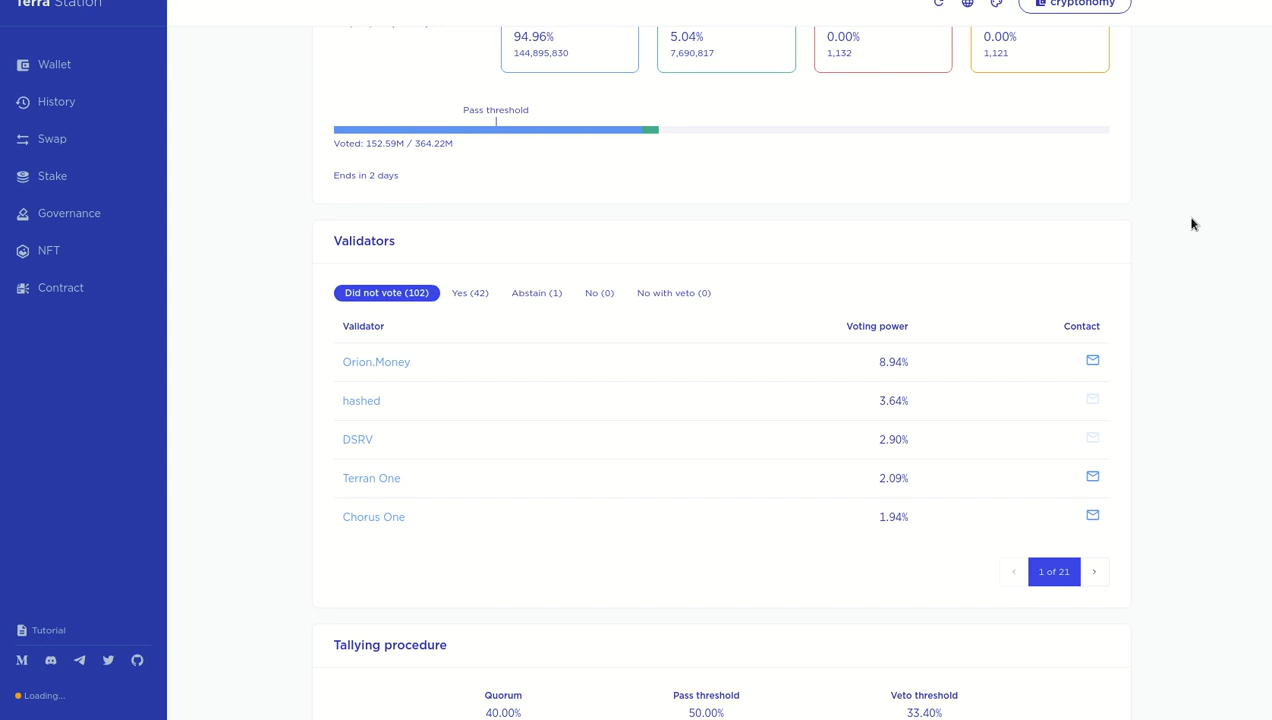 Terra Station
cryptonomy
Wallet
History
Swap
Stake
Governance
NFT
Contract
Tutorial
Loading...
94.96%
144,895,830
5.04%
7,690,817
0.00%
1,132
0.00%
1,121
Pass threshold
Voted: 152.59M / 364.22M
Ends in 2 days
Validators
Did not vote (102) Yes (42) Abstain (1) No (0) No with veto (0)
Validator Voting power Contact
Orion.Money 8.94%
hashed 3.64%
DSRV 2.90%
Terran One 2.09%
Chorus One 1.94%
‹ 1 of 21 ›
Tallying procedure
Quorum Pass threshold Veto threshold
40.00% 50.00% 33.40%